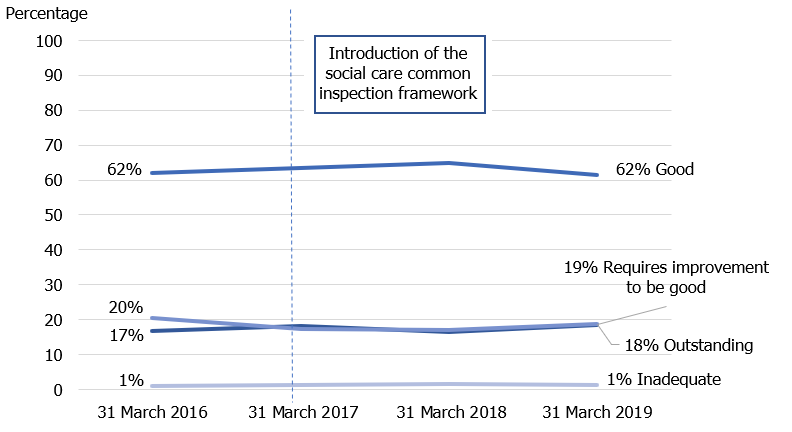 Percentage
100
90
80
70
60
50
40
30
20
10
0
Introduction of the
social care common
inspection framework
62%
62% Good
20%
17%
19% Requires improvement
to be good
18% Outstanding
1%
1% Inadequate
31 March 2016
31 March 2017
31 March 2018
31 March 2019